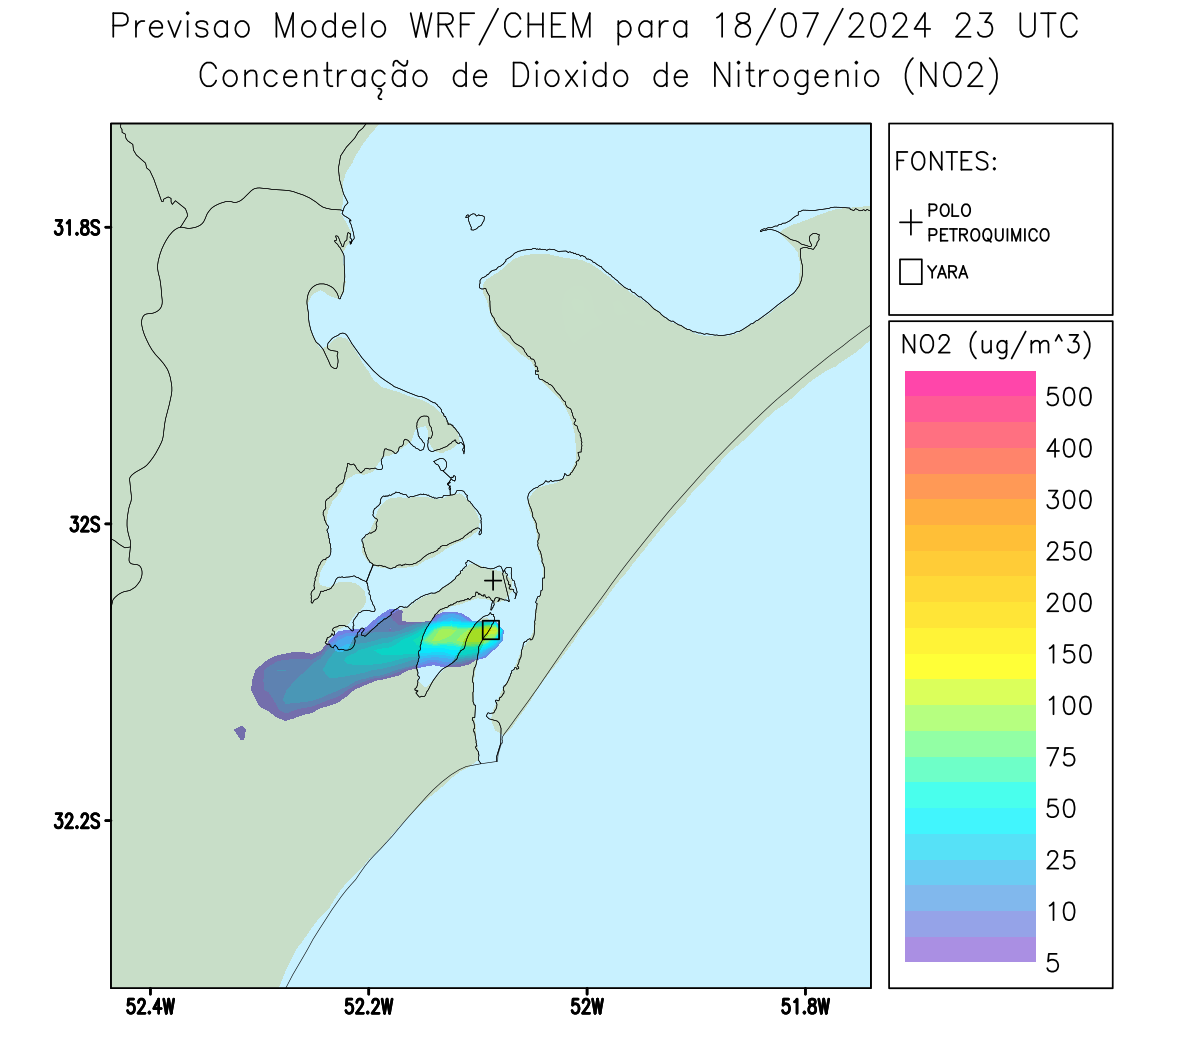 Previsao Modelo WRF/CHEM para 18/07/2024 23 UTC
Concentração de Dioxido de Nitrogenio (NO2)
FONTES:
POLO
PETROQUIMICO
YARA
NO2 (ug/m^3)
500
400
300
250
200
150
100
75
50
25
10
5
31.8S
32S
32.2S
52.4W
52.2W
52W
51.8W